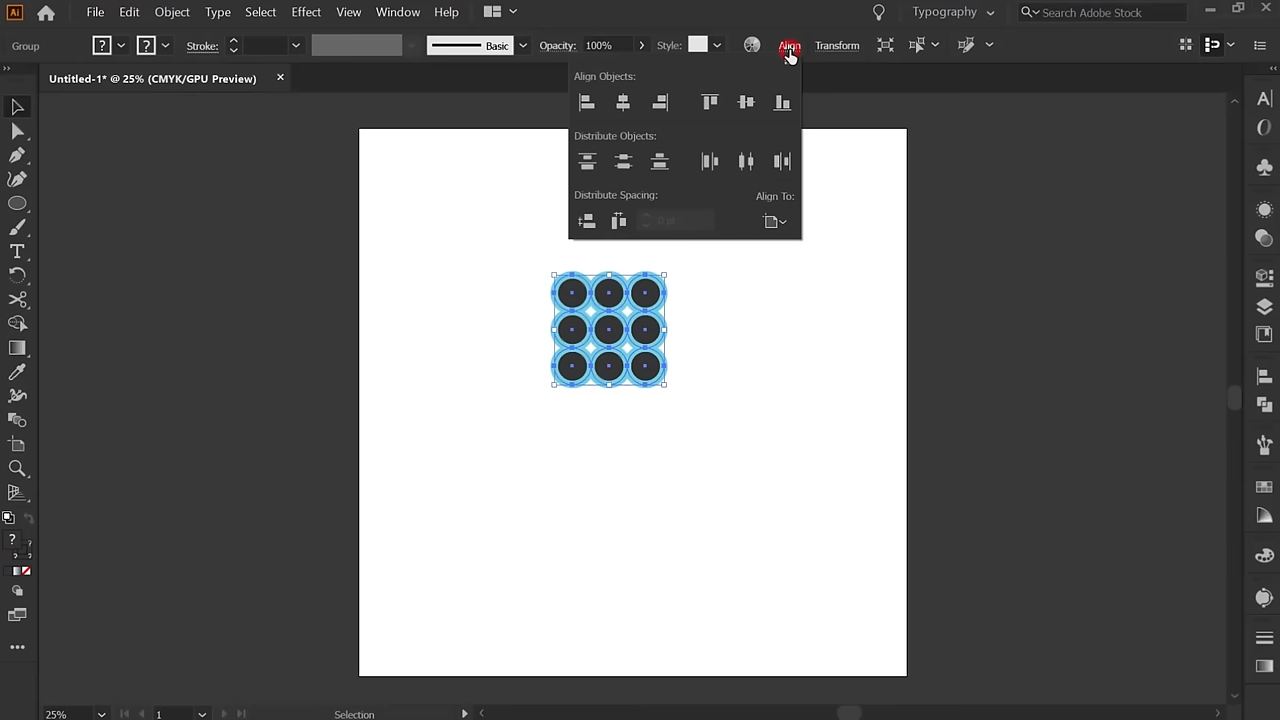 Ai File Edit Object Type Select Effect View Window Help Typography Search Adobe Stock
Group ? ? Stroke: Basic Opacity: 100% Style: Align Transform
Untitled-1* @ 25% (CMYK/GPU Preview) ×
Align Objects:
Distribute Objects:
Distribute Spacing: Align To:
0 pt
25% 1 Selection